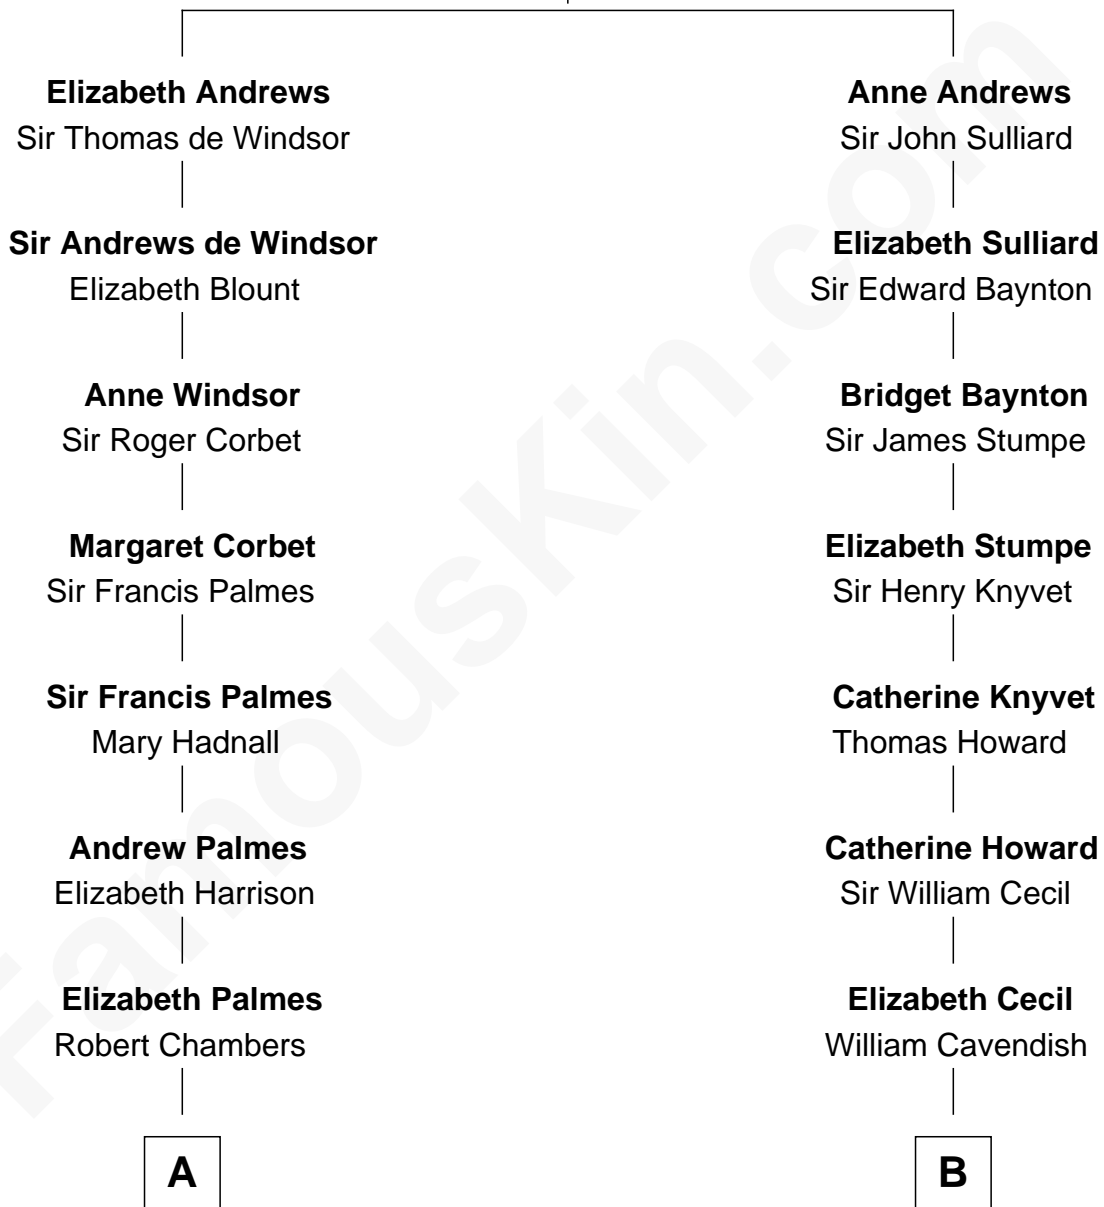 Elizabeth Andrews
Sir Thomas de Windsor
Sir Andrews de Windsor
Elizabeth Blount
Anne Windsor
Sir Roger Corbet
Margaret Corbet
Sir Francis Palmes
Sir Francis Palmes
Mary Hadnall
Andrew Palmes
Elizabeth Harrison
Elizabeth Palmes
Robert Chambers
A
Anne Andrews
Sir John Sulliard
Elizabeth Sulliard
Sir Edward Baynton
Bridget Baynton
Sir James Stumpe
Elizabeth Stumpe
Sir Henry Knyvet
Catherine Knyvet
Thomas Howard
Catherine Howard
Sir William Cecil
Elizabeth Cecil
William Cavendish
B
FamousKin.com